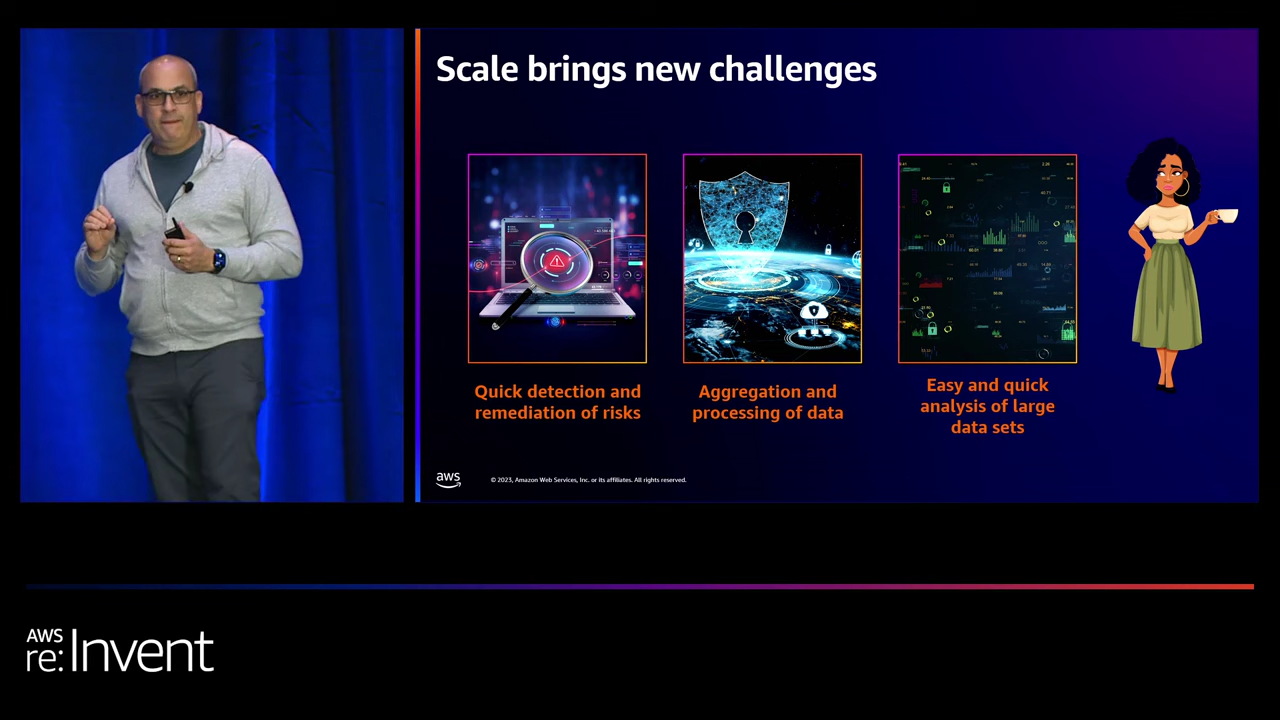 Scale brings new challenges
Quick detection and
remediation of risks
Aggregation and
processing of data
Easy and quick
analysis of large
data sets
aws
© 2023, Amazon Web Services, Inc. or its affiliates. All rights reserved.
AWS
re:Invent